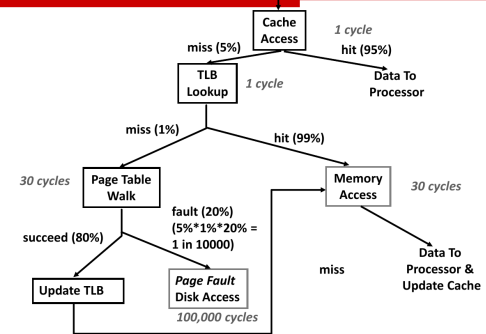 Cache
Access
1 cycle
miss (5%)
hit (95%)
TLB
Lookup
1 cycle
Data To
Processor
miss (1%)
hit (99%)
30 cycles
Page Table
Walk
Memory
Access
30 cycles
fault (20%)
(5%*1%*20% =
1 in 10000)
succeed (80%)
Update TLB
Page Fault
Disk Access
100,000 cycles
miss
Data To
Processor &
Update Cache